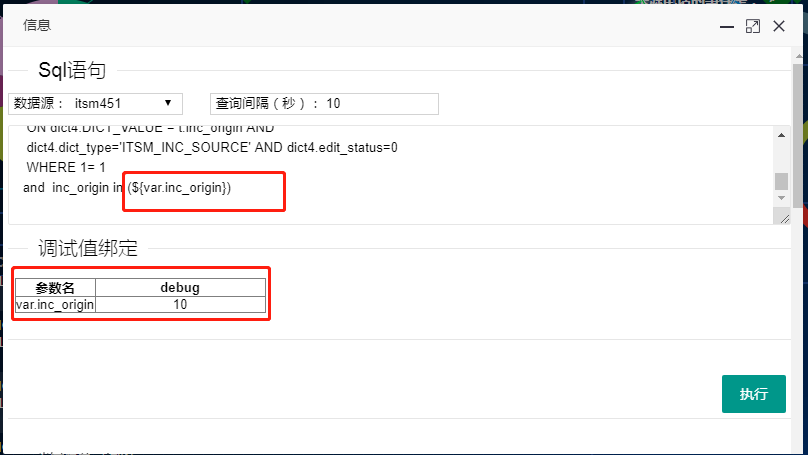 信息
Sql语句
数据源： itsm451 ▼ 查询间隔（秒）： 10
ON dict4.DICT_VALUE = t.inc_origin AND
dict4.dict_type='ITSM_INC_SOURCE' AND dict4.edit_status=0
WHERE 1= 1
and inc_origin in (${var.inc_origin})
调试值绑定
参数名 debug
var.inc_origin 10
执行